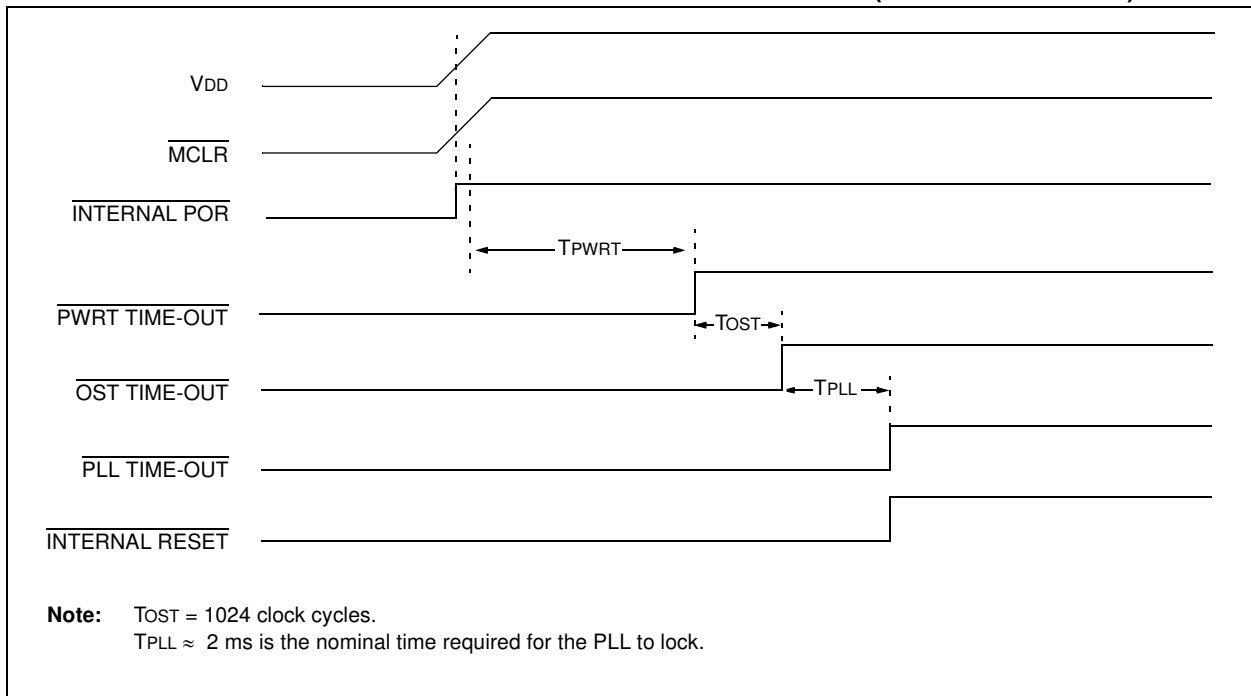 VDD
MCLR
INTERNAL POR
TPWRT
PWRT TIME-OUT
TOST
OST TIME-OUT
TPLL
PLL TIME-OUT
INTERNAL RESET
Note: TOST = 1024 clock cycles.
TPLL ≈ 2 ms is the nominal time required for the PLL to lock.